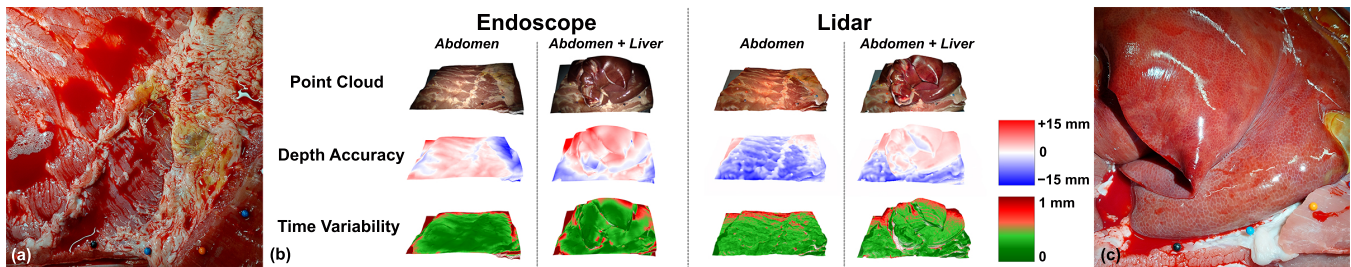 Endoscope Lidar
Abdomen Abdomen + Liver Abdomen Abdomen + Liver
Point Cloud
Depth Accuracy
+15 mm
0
−15 mm
Time Variability
1 mm
0
(a) (b) (c)